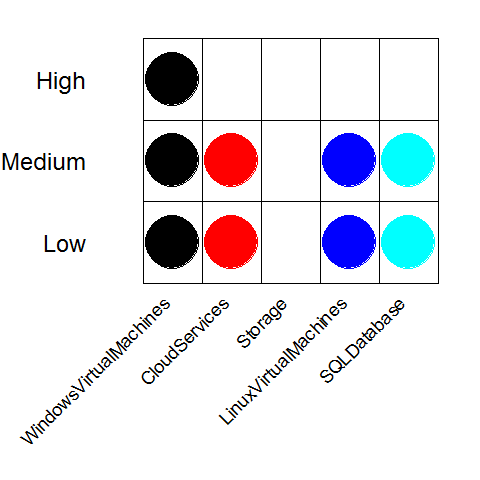 High
Medium
Low
WindowsVirtualMachines
CloudServices
Storage
LinuxVirtualMachines
SQLDatabase